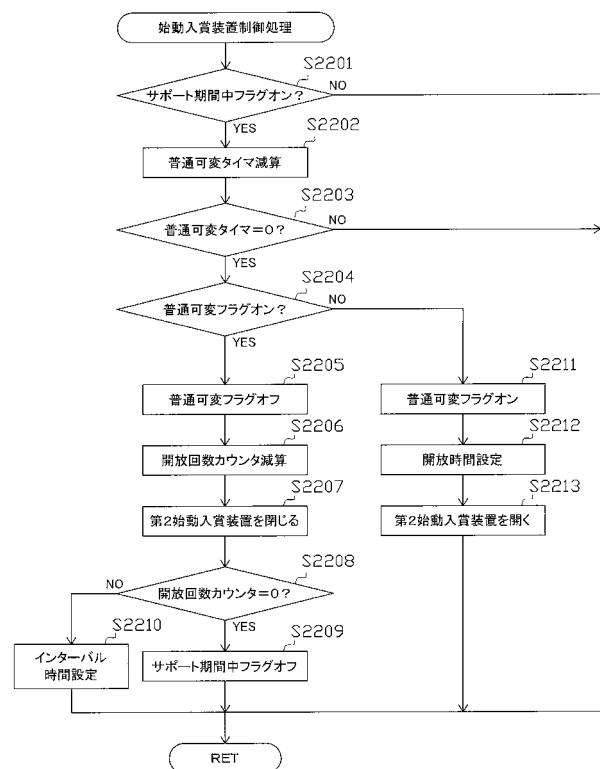 始動入賞装置制御処理
S2201
サポート期間中フラグオン?
NO
YES
S2202
普通可変タイマ減算
S2203
普通可変タイマ=0?
NO
YES
S2204
普通可変フラグオン?
NO
YES
S2205
普通可変フラグオフ
S2211
普通可変フラグオン
S2206
開放回数カウンタ減算
S2212
開放時間設定
S2207
第2始動入賞装置を閉じる
S2213
第2始動入賞装置を開く
S2208
開放回数カウンタ=0?
NO
YES
S2210
インターバル
時間設定
S2209
サポート期間中フラグオフ
RET